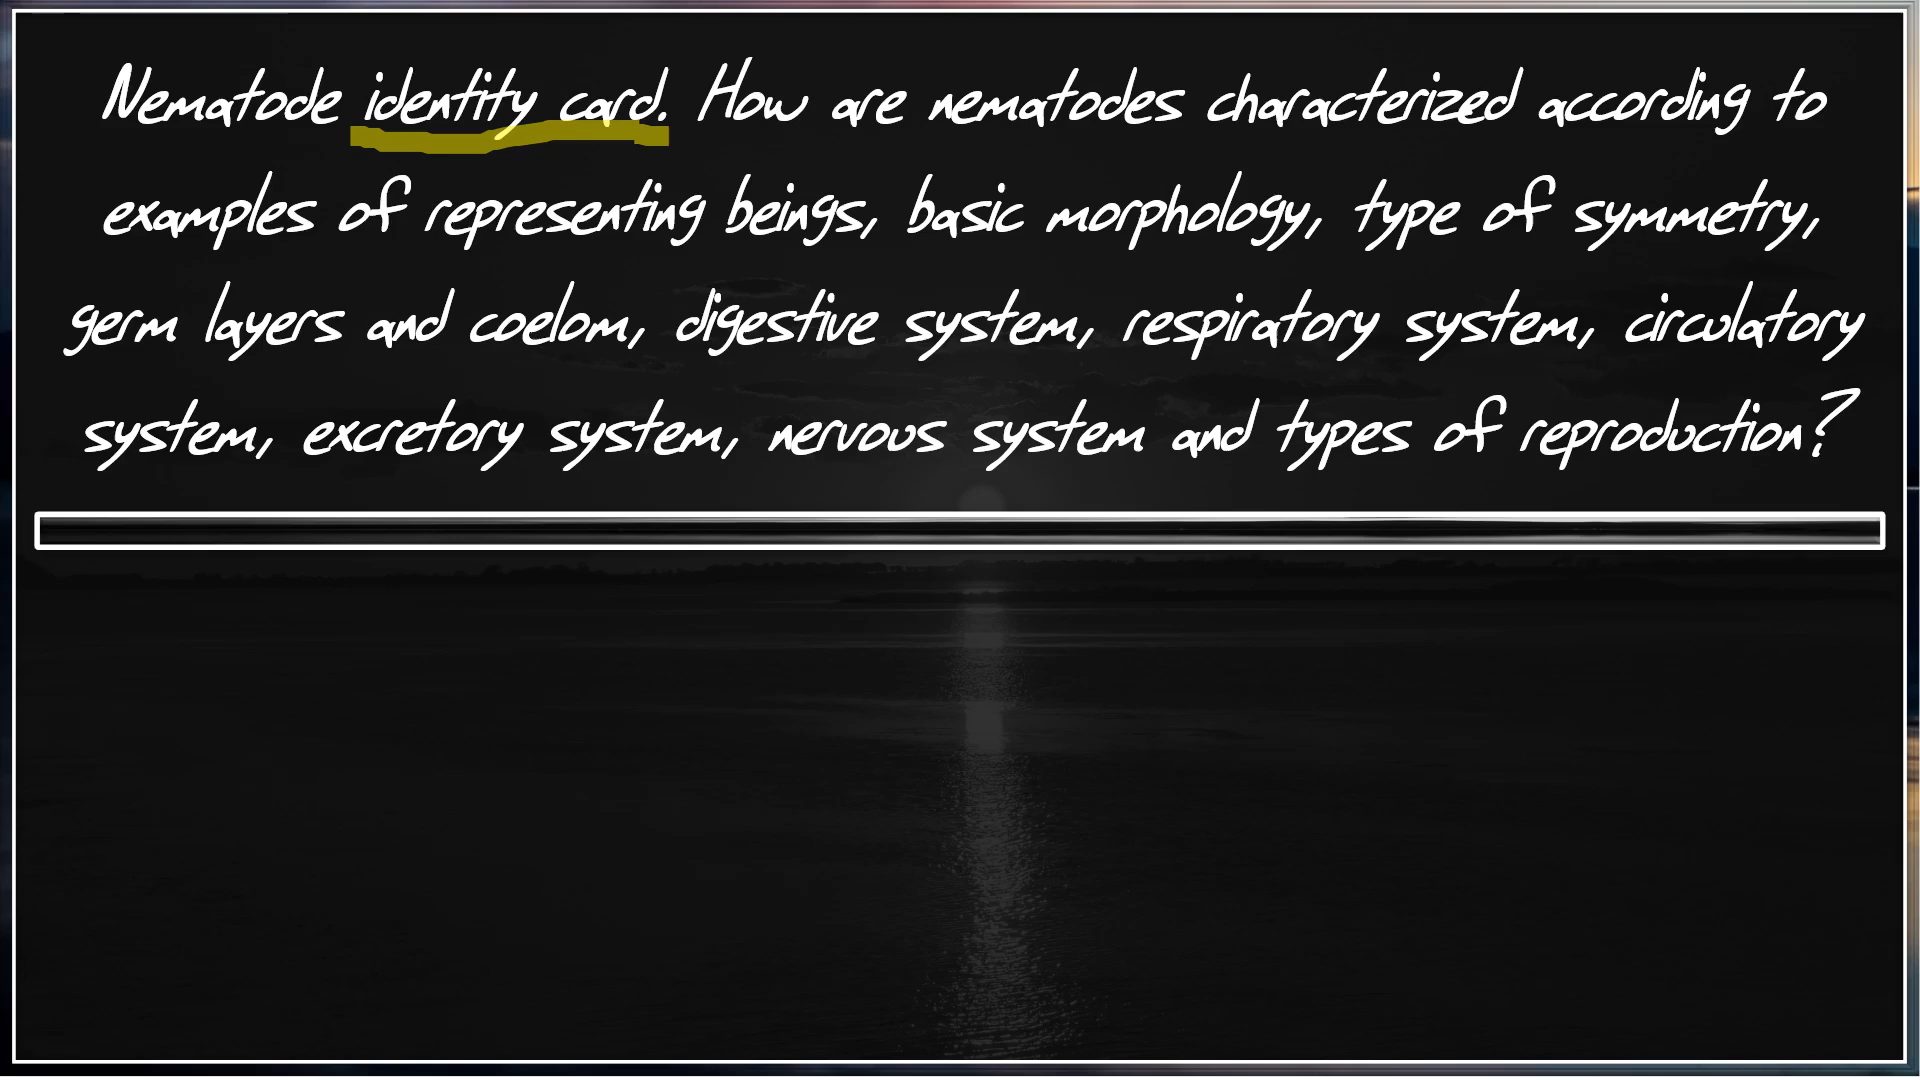 Nematode identity card. How are nematodes characterized according to
examples of representing beings, basic morphology, type of symmetry,
germ layers and coelom, digestive system, respiratory system, circulatory
system, excretory system, nervous system and types of reproduction?